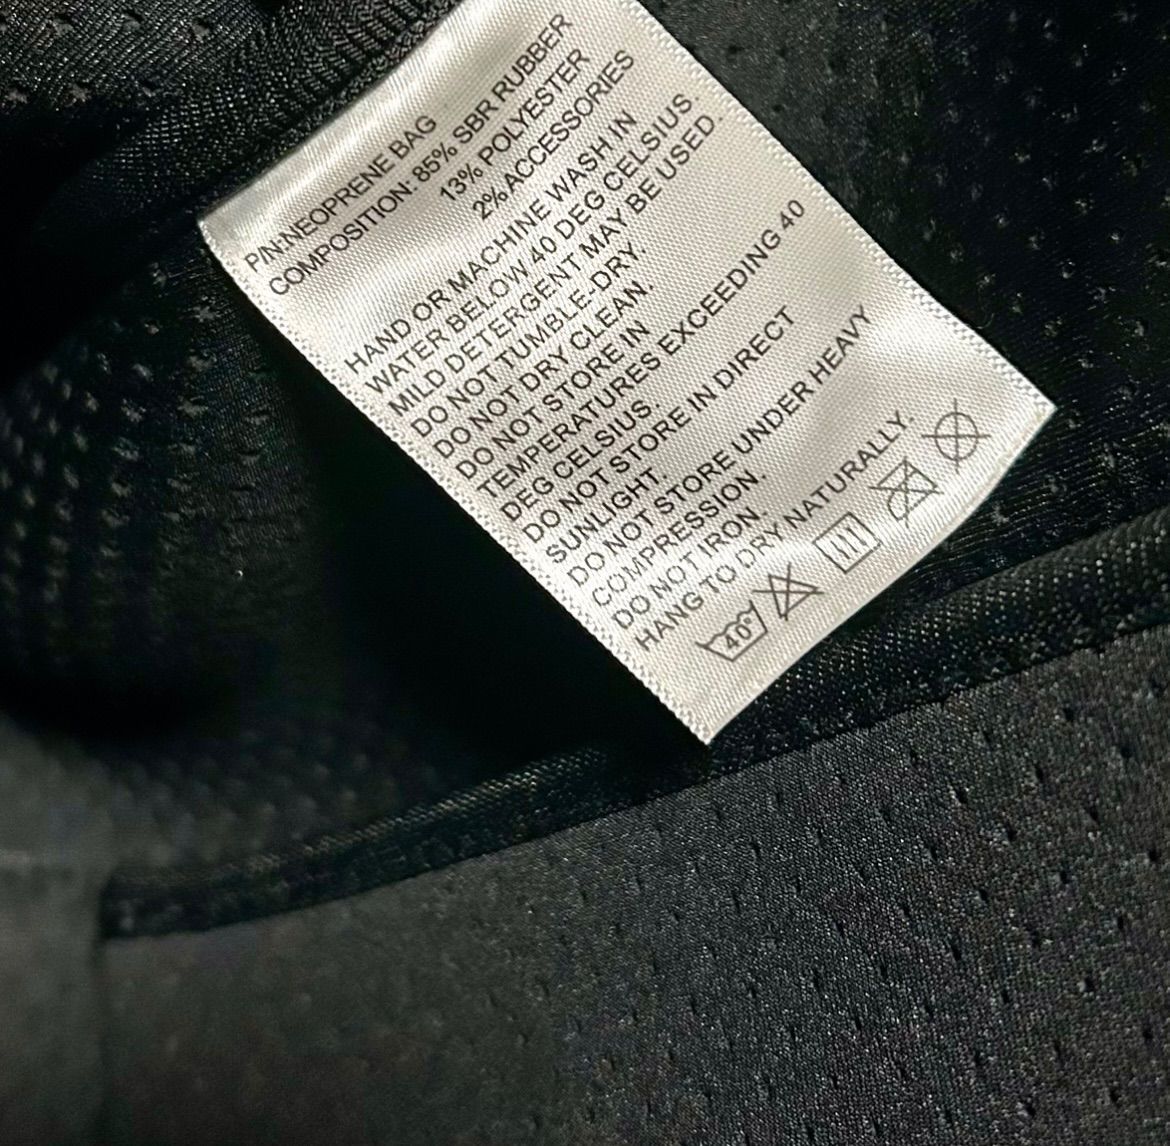 P/N:NEOPRENE BAG
COMPOSITION: 85% SBR RUBBER
13% POLYESTER
2% ACCESSORIES
HAND OR MACHINE WASH IN
WATER BELOW 40 DEG CELSIUS.
MILD DETERGENT MAY BE USED.
DO NOT TUMBLE-DRY.
DO NOT DRY CLEAN.
DO NOT STORE IN
TEMPERATURES EXCEEDING 40
DEG CELSIUS.
DO NOT STORE IN DIRECT
SUNLIGHT.
DO NOT STORE UNDER HEAVY
COMPRESSION.
DO NOT IRON.
HANG TO DRY NATURALLY.
40°